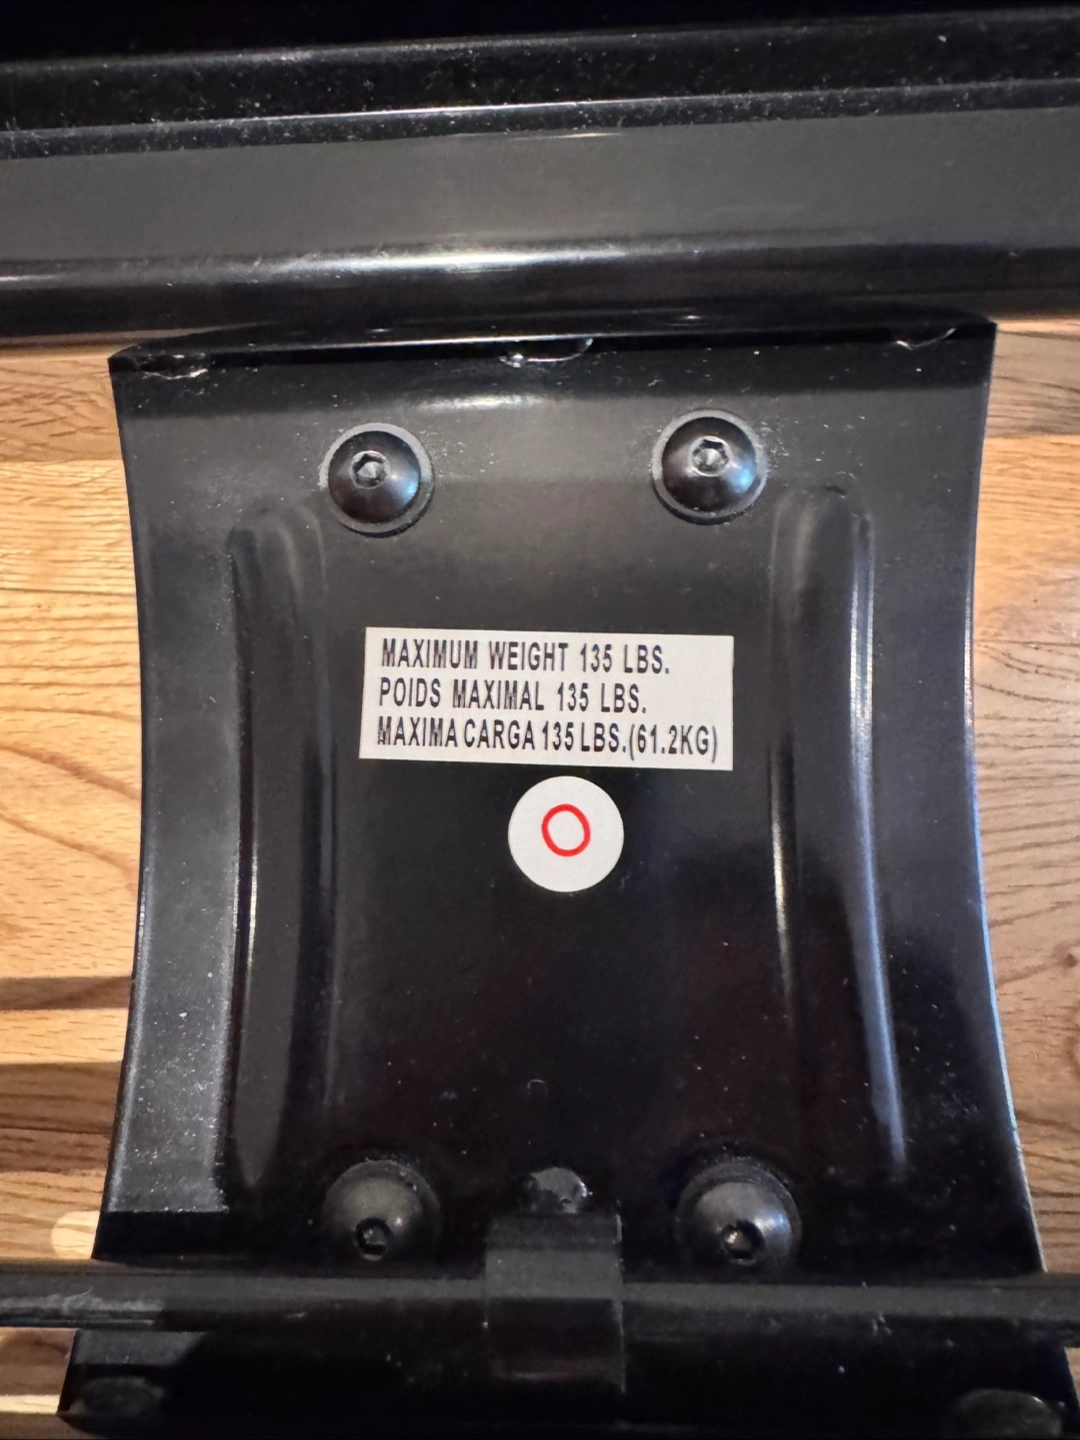 MAXIMUM WEIGHT 135 LBS.
POIDS MAXIMAL 135 LBS.
MAXIMA CARGA 135 LBS.(61.2KG)
O